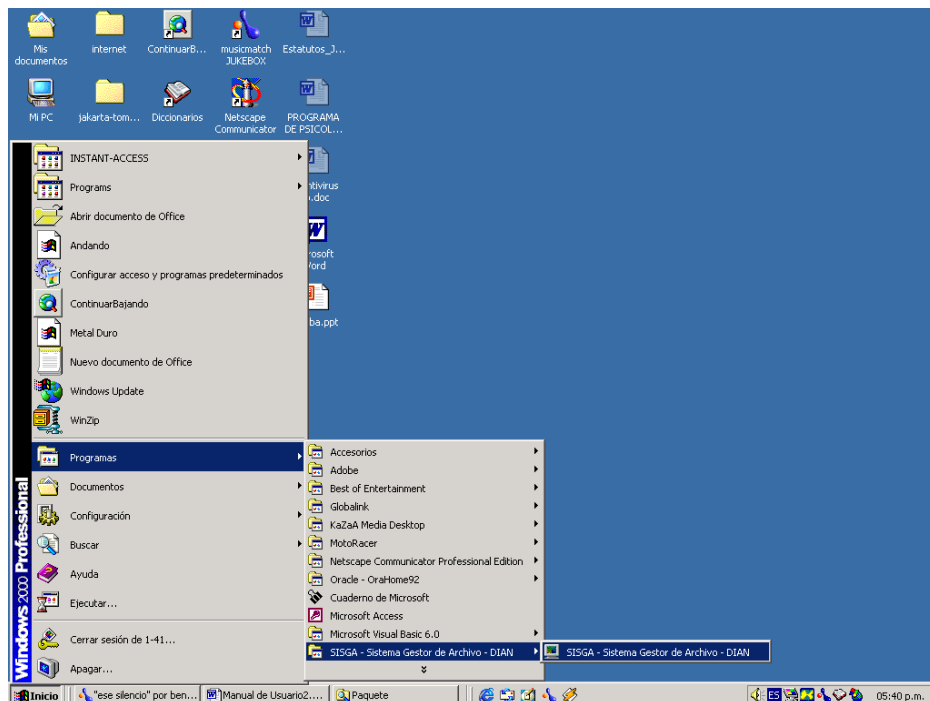 Mis documentos
internet
ContinuarB...
musicmatch JUKEBOX
Estatutos_J...
Mi PC
jakarta-tom...
Diccionarios
Netscape Communicator
PROGRAMA DE PSICOL...
INSTANT-ACCESS
Programs
Abrir documento de Office
Andando
Configurar acceso y programas predeterminados
ContinuarBajando
Metal Duro
Nuevo documento de Office
Windows Update
WinZip
Programas
Documentos
Configuración
Buscar
Ayuda
Ejecutar...
Cerrar sesión de 1-41...
Apagar...
Windows 2000 Professional
ntivirus
.doc
rosoft
ord
ba.ppt
Accesorios
Adobe
Best of Entertainment
Globalink
KaZaA Media Desktop
MotoRacer
Netscape Communicator Professional Edition
Oracle - OraHome92
Cuaderno de Microsoft
Microsoft Access
Microsoft Visual Basic 6.0
SISGA - Sistema Gestor de Archivo - DIAN
SISGA - Sistema Gestor de Archivo - DIAN
Inicio
"ese silencio" por ben...
Manual de Usuario2....
Paquete
ES
05:40 p.m.